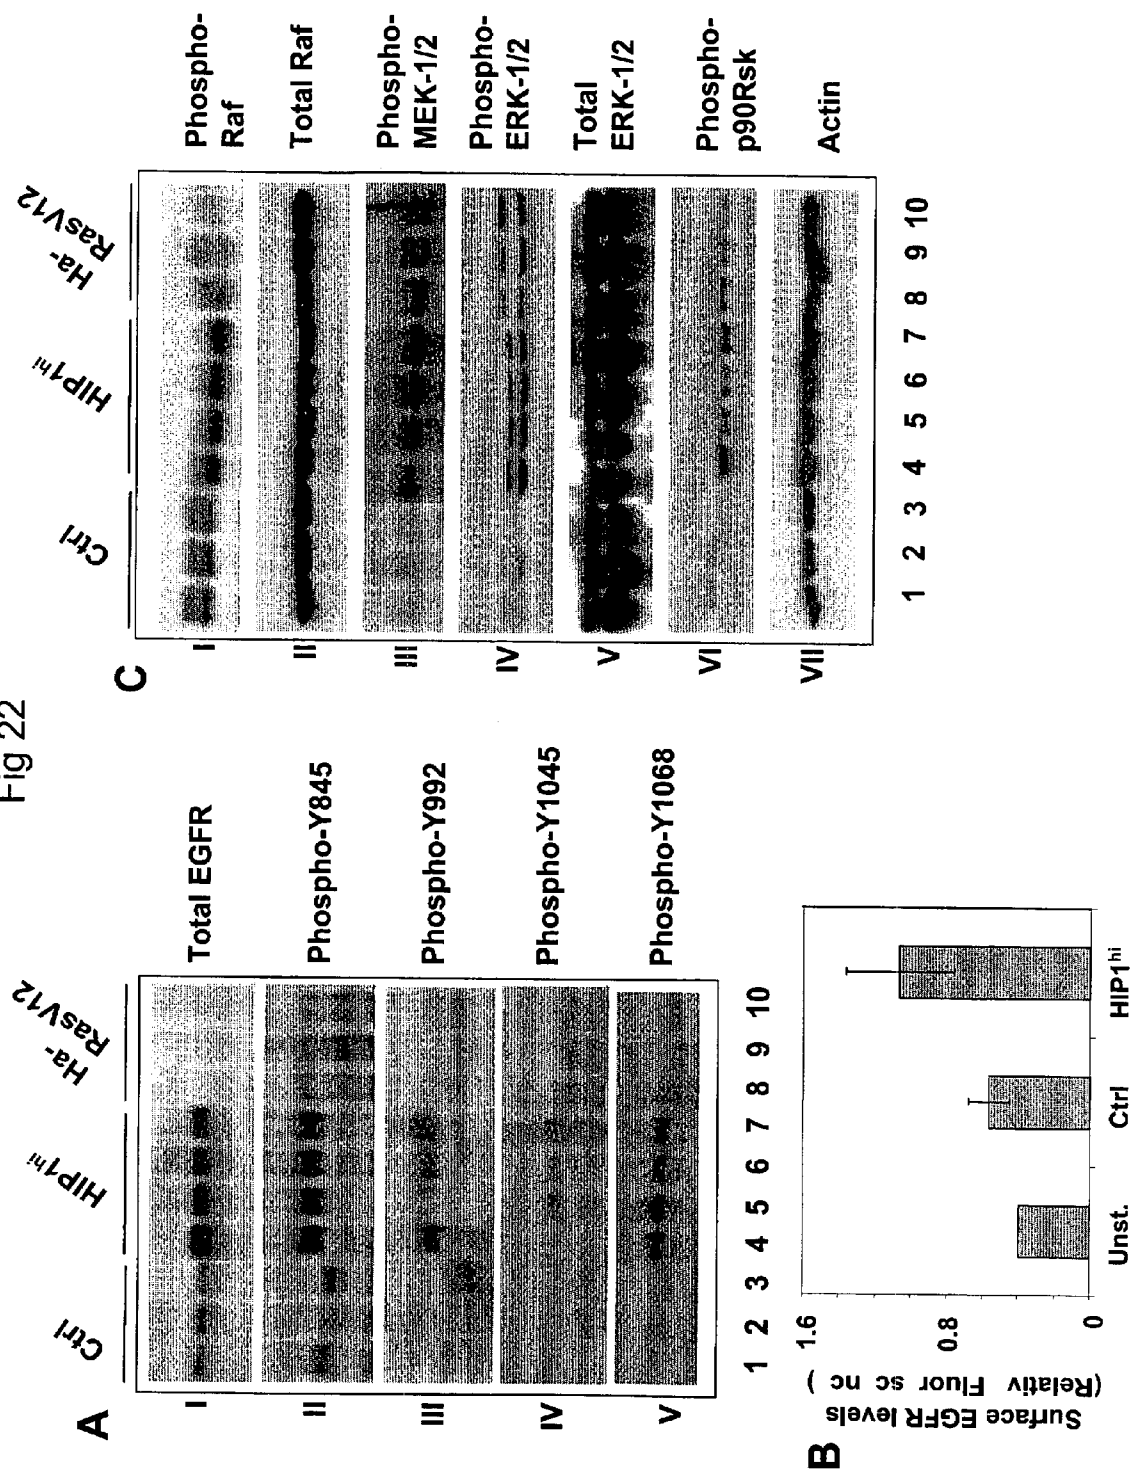 Fig 22
A
Ctrl
HIP1hi
Ha-
RasV12
I
Total EGFR
II
Phospho-Y845
III
Phospho-Y992
IV
Phospho-Y1045
V
Phospho-Y1068
1 2 3 4 5 6 7 8 9 10
B
Surface EGFR levels
(Relativ Fluor sc nc )
1.6
0.8
0
Unst.
Ctrl
HIP1hi
C
Ctrl
HIP1hi
Ha-
RasV12
I
Phospho-
Raf
II
Total Raf
III
Phospho-
MEK-1/2
IV
Phospho-
ERK-1/2
V
Total
ERK-1/2
VI
Phospho-
p90Rsk
VII
Actin
1 2 3 4 5 6 7 8 9 10